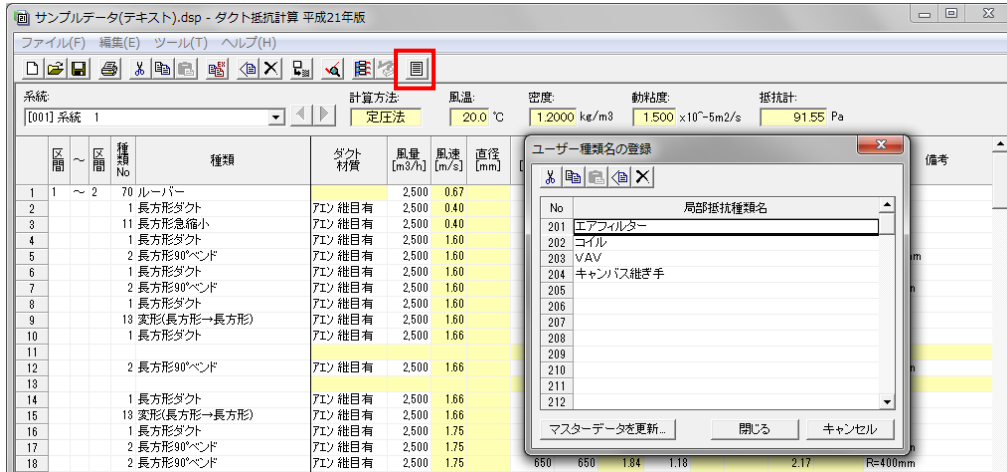 サンプルデータ(テキスト).dsp - ダクト抵抗計算 平成21年版
ファイル(F) 編集(E) ツール(T) ヘルプ(H)
系統: 計算方法: 風温: 密度: 動粘度: 抵抗計:
[001] 系統 1 定圧法 20.0 ℃ 1.2000 kg/m3 1.500 ×10^-5m2/s 91.55 Pa
区間 ～ 区間 種類No 種類 ダクト材質 風量[m3/h] 風速[m/s] 直径[mm] 備考
1 1 ～ 2 70 ルーバー 2,500 0.67
2 1 長方形ダクト アエン 継目有 2,500 0.40
3 11 長方形急縮小 アエン 継目有 2,500 0.40
4 1 長方形ダクト アエン 継目有 2,500 1.60
5 2 長方形90°ベンド アエン 継目有 2,500 1.60
6 1 長方形ダクト アエン 継目有 2,500 1.60
7 2 長方形90°ベンド アエン 継目有 2,500 1.60
8 1 長方形ダクト アエン 継目有 2,500 1.60
9 13 変形(長方形→長方形) アエン 継目有 2,500 1.60
10 1 長方形ダクト アエン 継目有 2,500 1.66
11
12 2 長方形90°ベンド アエン 継目有 2,500 1.66
13
14 1 長方形ダクト アエン 継目有 2,500 1.66
15 13 変形(長方形→長方形) アエン 継目有 2,500 1.66
16 1 長方形ダクト アエン 継目有 2,500 1.75
17 2 長方形90°ベンド アエン 継目有 2,500 1.75
18 2 長方形90°ベンド アエン 継目有 2,500 1.75 650 650 1.84 1.18 2.17 R=400mm
ユーザー種類名の登録
No 局部抵抗種類名
201 エアフィルター
202 コイル
203 VAV
204 キャンバス継ぎ手
205
206
207
208
209
210
211
212
マスターデータを更新... 閉じる キャンセル